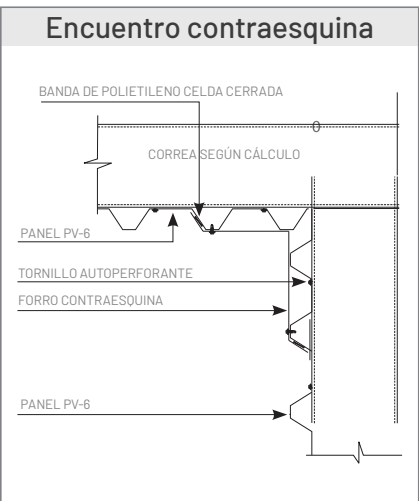 Encuentro contraesquina
BANDA DE POLIETILENO CELDA CERRADA
CORREA SEGÚN CÁLCULO
PANEL PV-6
TORNILLO AUTOPERFORANTE
FORRO CONTRAESQUINA
PANEL PV-6